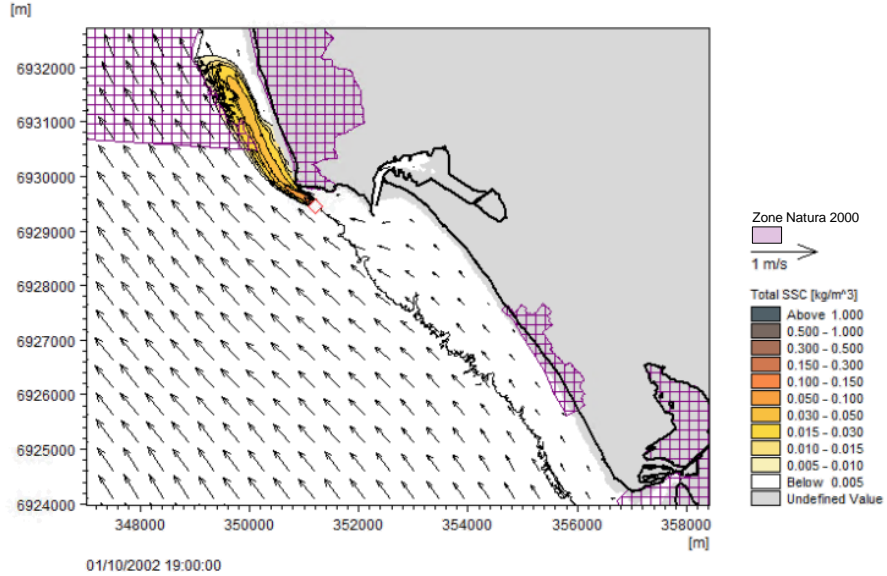 [m]
6932000
6931000
6930000
6929000
6928000
6927000
6926000
6925000
6924000
348000 350000 352000 354000 356000 358000
[m]
01/10/2002 19:00:00
Zone Natura 2000
1 m/s
Total SSC [kg/m^3]
Above 1.000
0.500 - 1.000
0.300 - 0.500
0.150 - 0.300
0.100 - 0.150
0.050 - 0.100
0.030 - 0.050
0.015 - 0.030
0.010 - 0.015
0.005 - 0.010
Below 0.005
Undefined Value